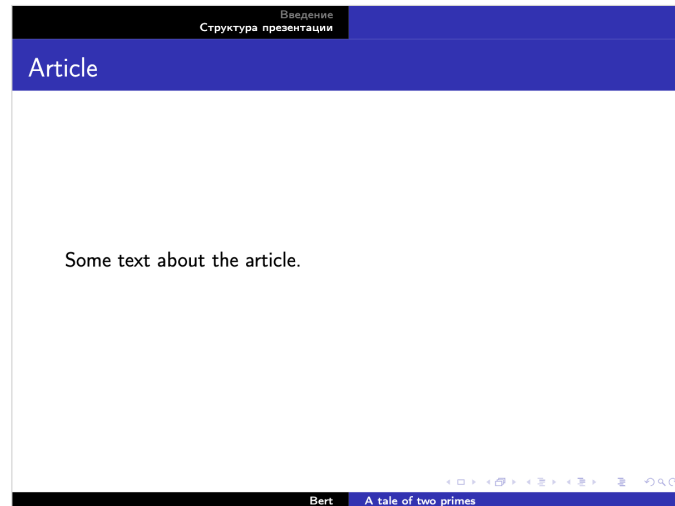 Введение
Структура презентации
Article
Some text about the article.
Bert
A tale of two primes